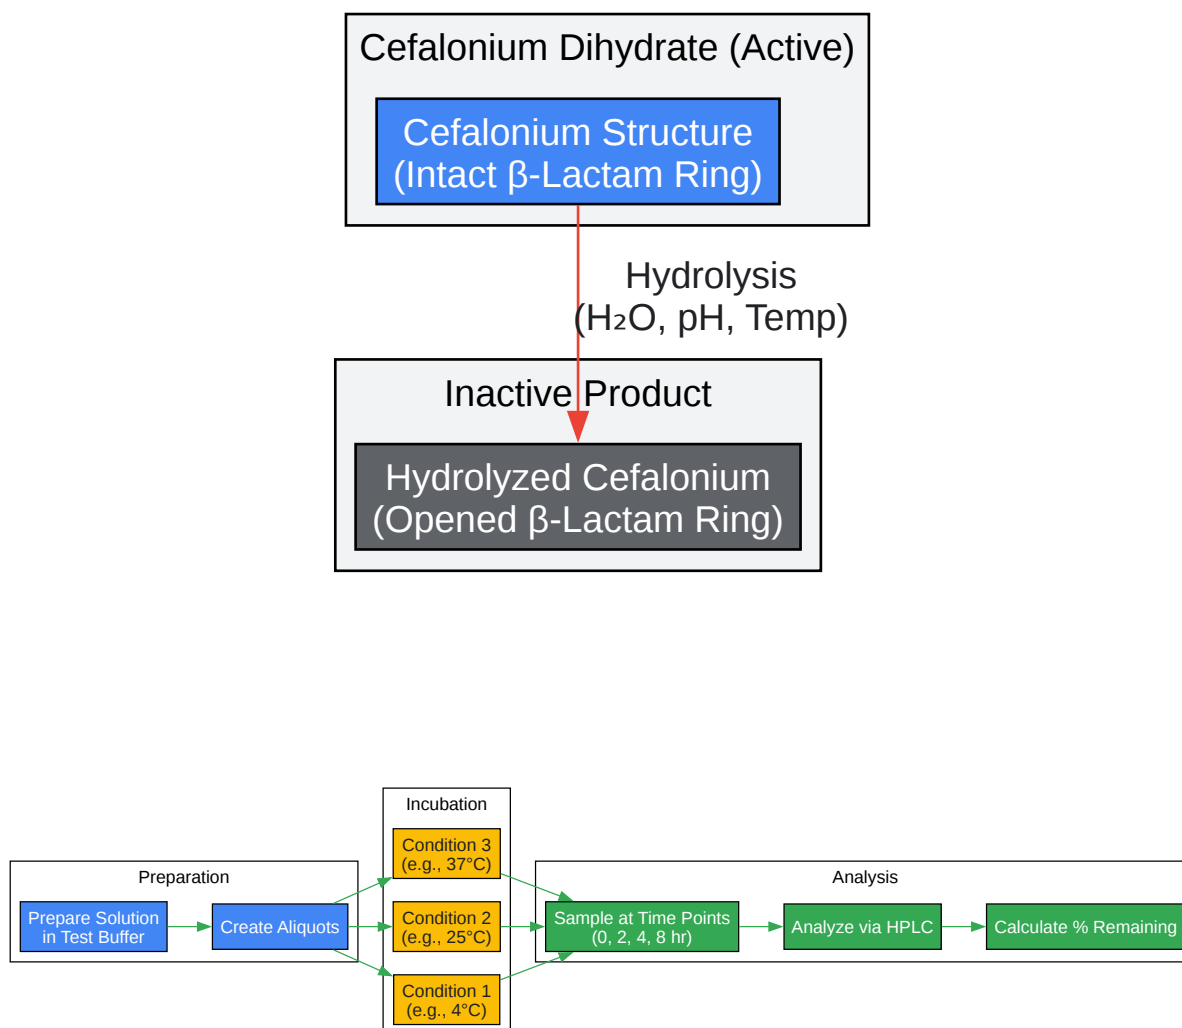 Cefalonium Dihydrate (Active)
Cefalonium Structure
(Intact β-Lactam Ring)
Hydrolysis
(H₂O, pH, Temp)
Inactive Product
Hydrolyzed Cefalonium
(Opened β-Lactam Ring)
Preparation
Prepare Solution
in Test Buffer
Create Aliquots
Incubation
Condition 3
(e.g., 37°C)
Condition 2
(e.g., 25°C)
Condition 1
(e.g., 4°C)
Analysis
Sample at Time Points
(0, 2, 4, 8 hr)
Analyze via HPLC
Calculate % Remaining